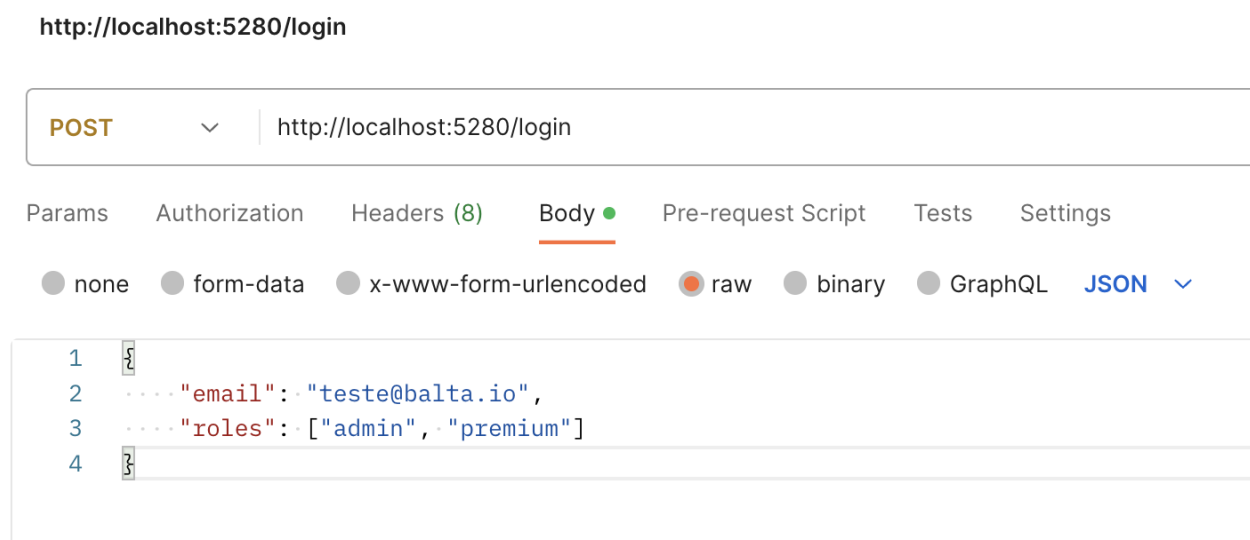 http://localhost:5280/login
POST http://localhost:5280/login
Params Authorization Headers (8) Body Pre-request Script Tests Settings
none form-data x-www-form-urlencoded raw binary GraphQL JSON
1 {
2 "email": "teste@balta.io",
3 "roles": ["admin", "premium"]
4 }